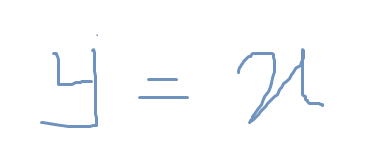 y = x